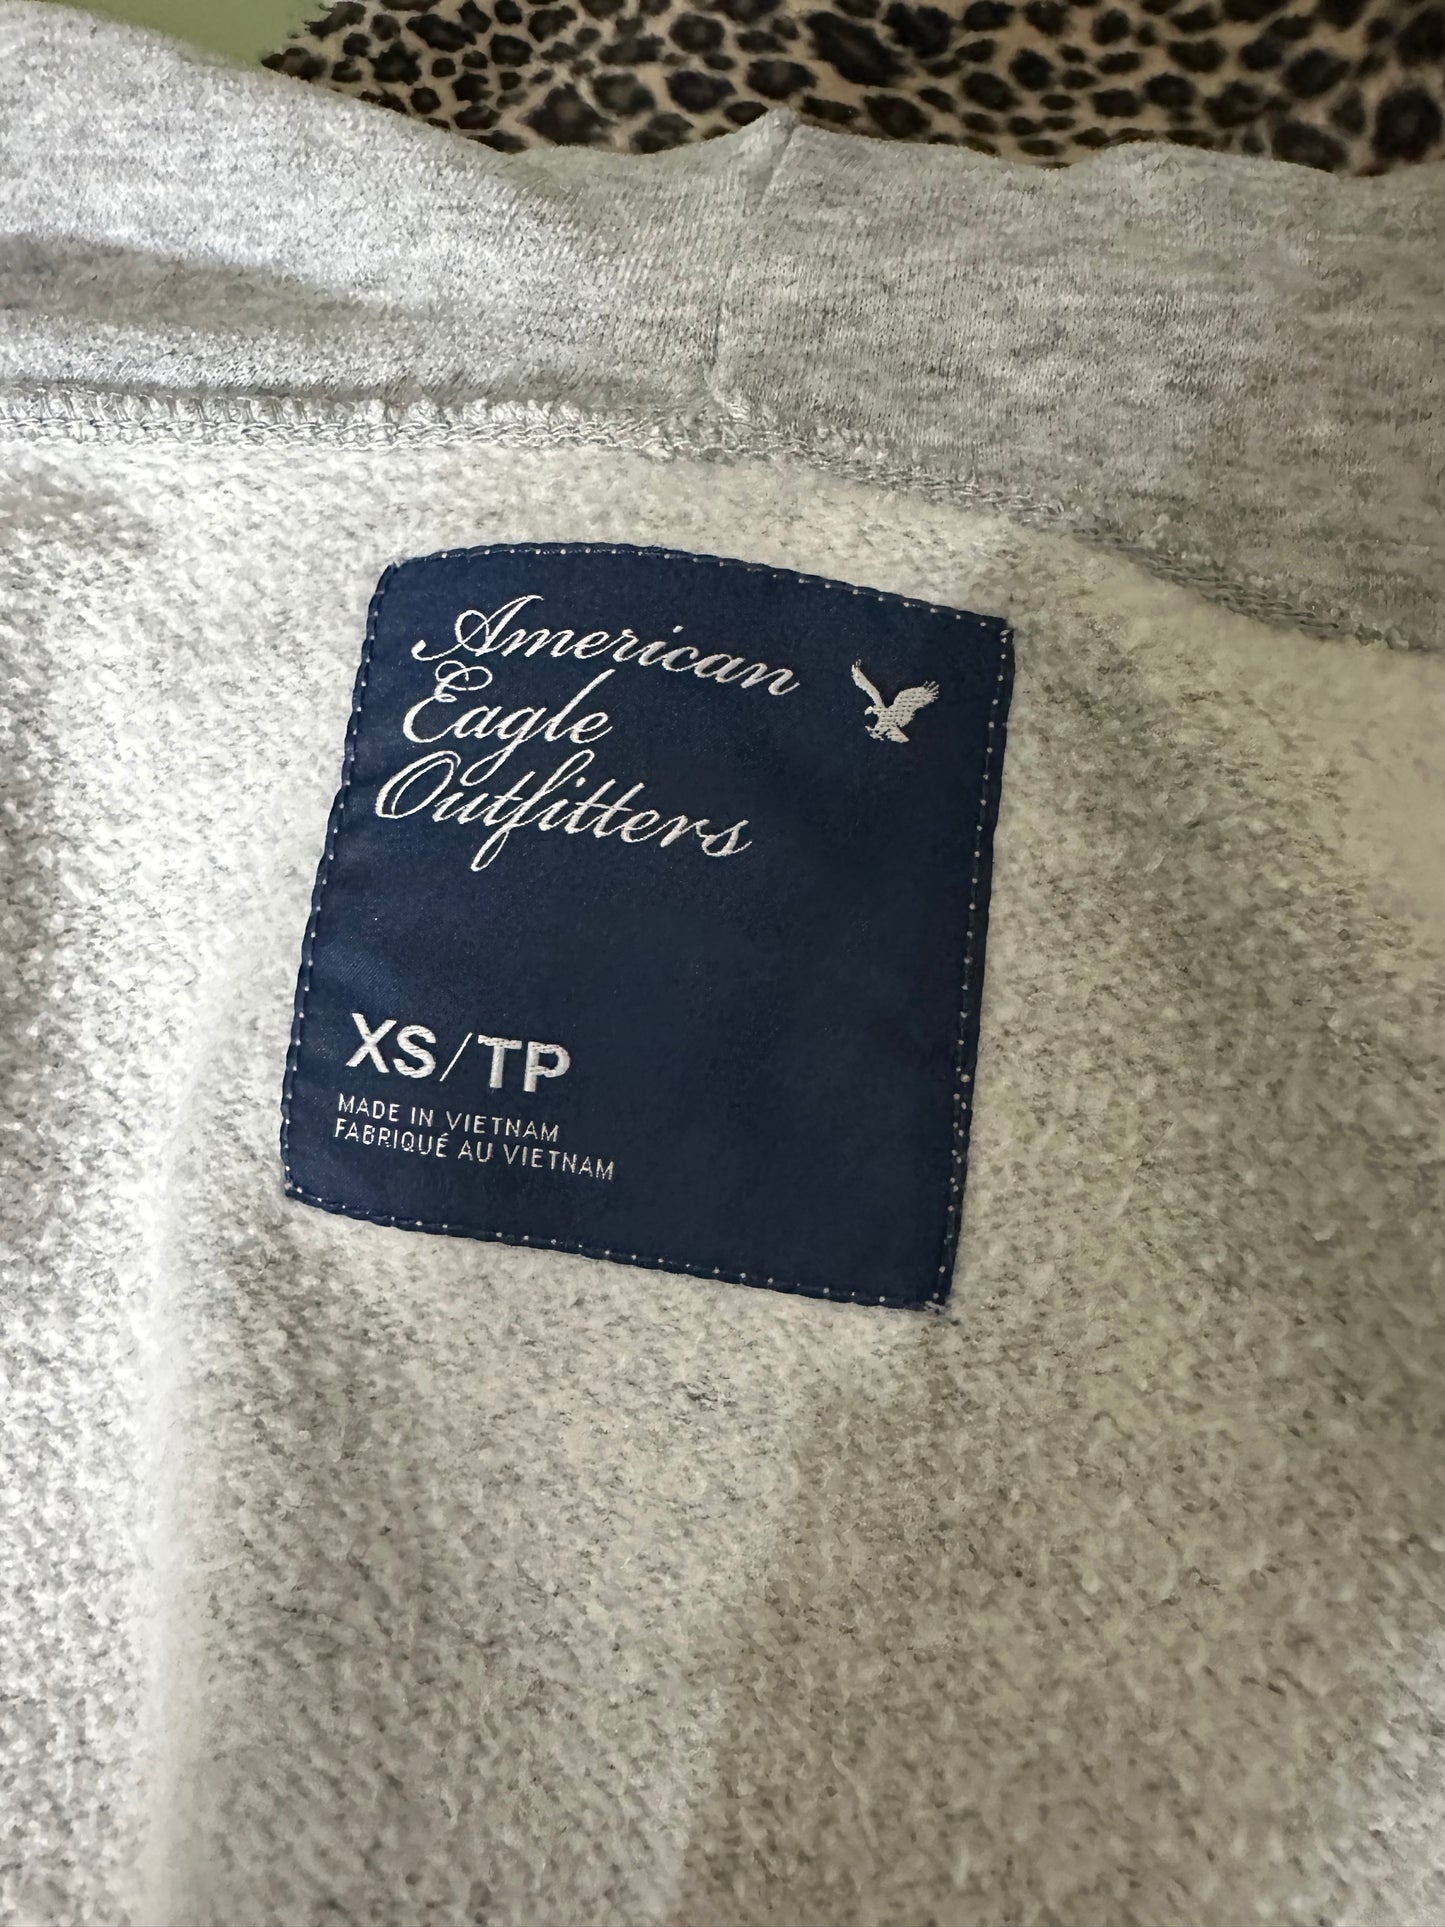 American
Eagle
Outfitters
XS/TP
MADE IN VIETNAM
FABRIQUÉ AU VIETNAM